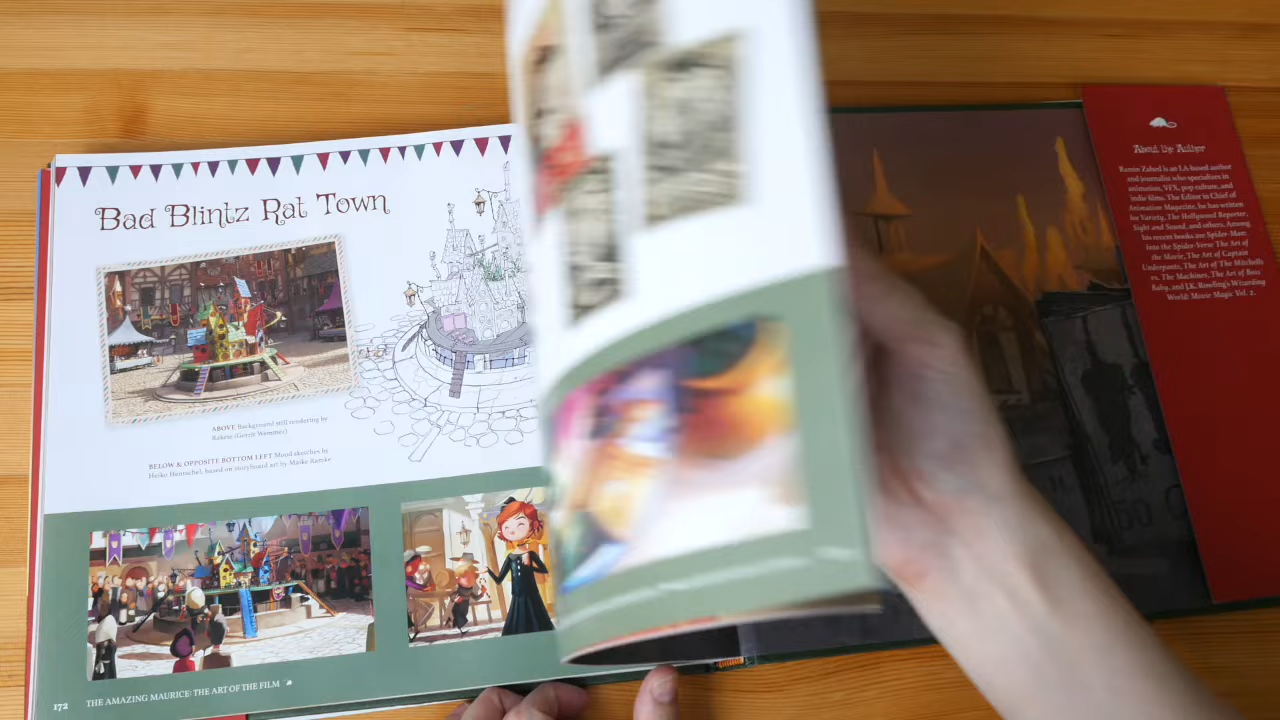 Bad Blintz Rat Town
ABOVE Background still rendering by
Rakete (Gerrit Wemmer)
BELOW & OPPOSITE BOTTOM LEFT Mood sketches by
Heiko Hentschel, based on storyboard art by Maike Ramke
172 THE AMAZING MAURICE: THE ART OF THE FILM
About the Author
Ramin Zahed is an LA-based author
and journalist who specializes in
animation, VFX, pop culture, and
indie films. The Editor in Chief of
Animation Magazine, he has written
for Variety, The Hollywood Reporter,
Sight and Sound, and others. Among
his recent books are Spider-Man:
Into the Spider-Verse The Art of
the Movie, The Art of Captain
Underpants, The Art of The Mitchells
vs. The Machines, The Art of Boss
Baby, and J.K. Rowling's Wizarding
World: Movie Magic Vol. 2.